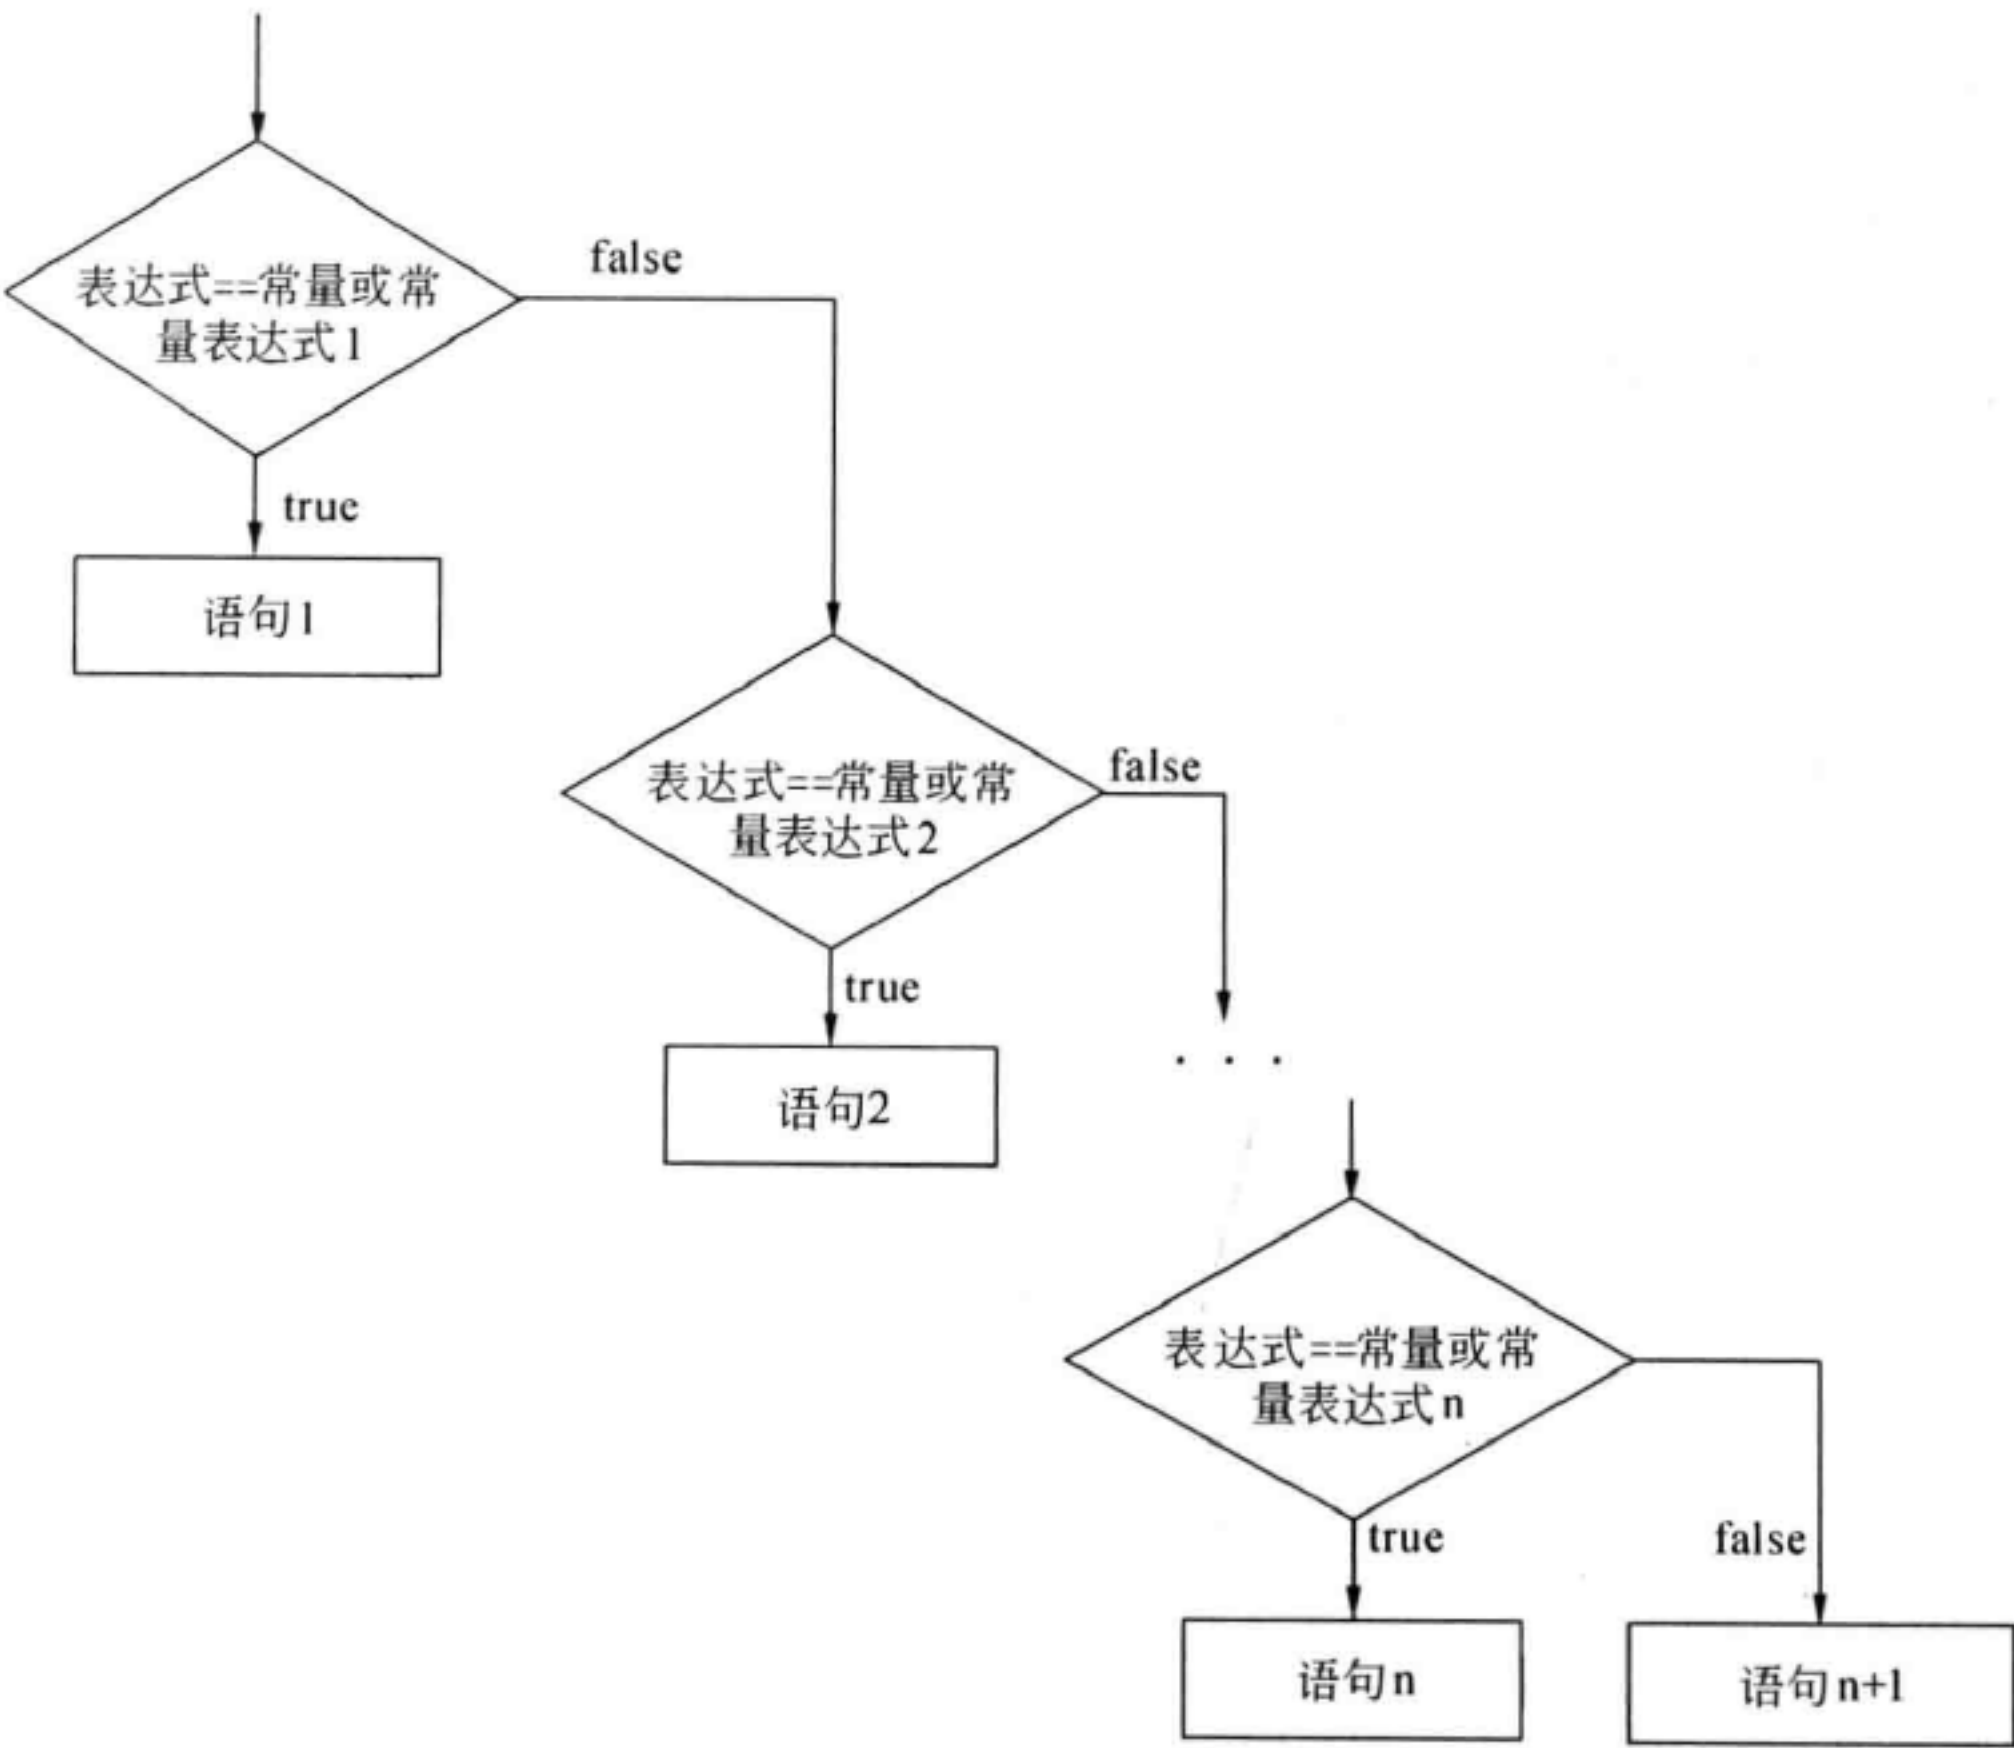 表达式==常量或常
量表达式1
false
true
语句1
表达式==常量或常
量表达式2
false
true
语句2
. . .
表达式==常量或常
量表达式n
true
false
语句n
语句n+1